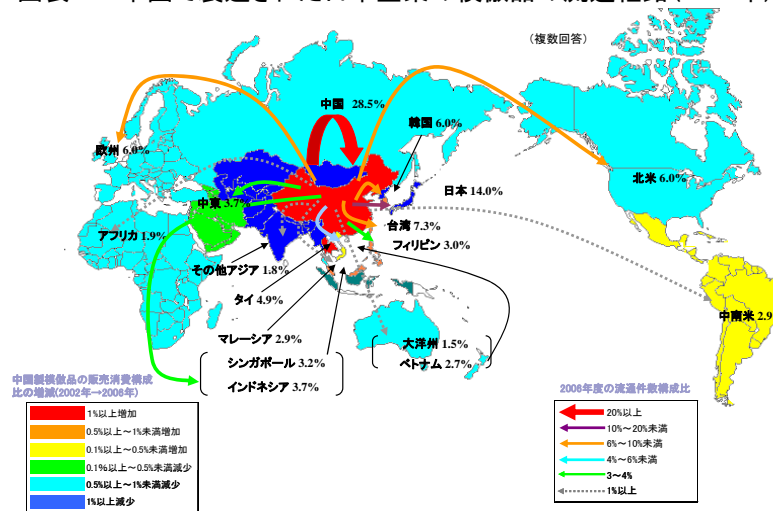 （複数回答）
中国 28.5%
韓国 6.0%
欧州 6.0%
北米 6.0%
日本 14.0%
中東 3.7%
台湾 7.3%
アフリカ 1.9%
フィリピン 3.0%
その他アジア 1.8%
タイ 4.9%
中南米 2.9
マレーシア 2.9%
大洋州 1.5%
シンガポール 3.2%
ベトナム 2.7%
インドネシア 3.7%
中国製模倣品の販売消費構成
比の増減(2002年→2006年)
1%以上増加
0.5%以上～1%未満増加
0.1%以上～0.5%未満増加
0.1%以上～0.5%未満減少
0.5%以上～1%未満減少
1%以上減少
2006年度の流通件数構成比
20%以上
10%～20%未満
6%～10%未満
4%～6%未満
3～4%
1%以上